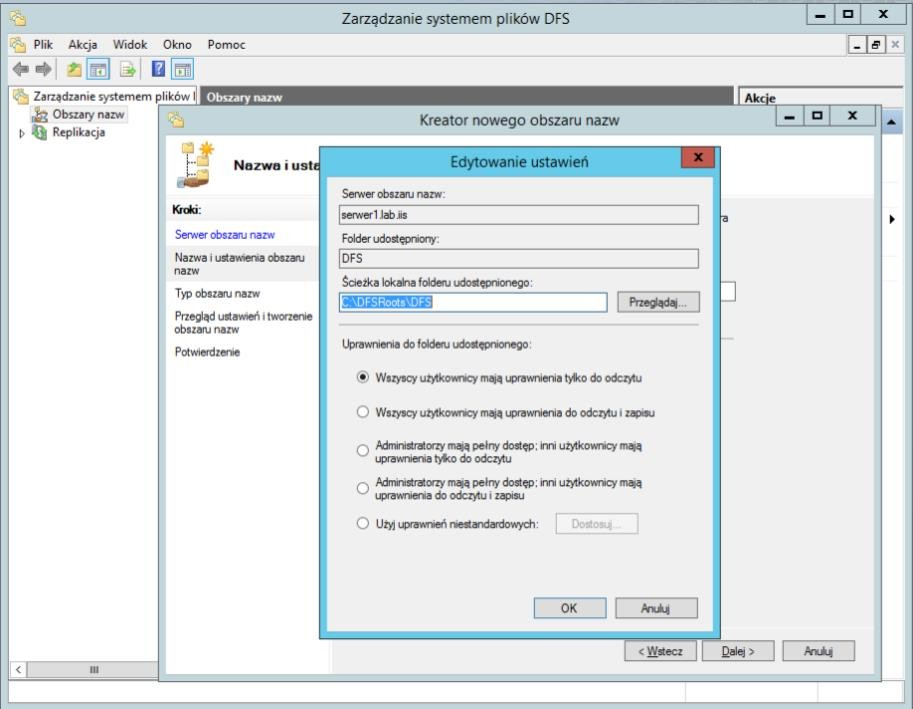 Zarządzanie systemem plików DFS
Plik Akcja Widok Okno Pomoc
Zarządzanie systemem plików
Obszary nazw
Replikacja
Obszary nazw
Akcje
Kreator nowego obszaru nazw
Nazwa i usta
Kroki:
Serwer obszaru nazw
Nazwa i ustawienia obszaru
nazw
Typ obszaru nazw
Przegląd ustawień i tworzenie
obszaru nazw
Potwierdzenie
Edytowanie ustawień
Serwer obszaru nazw:
serwer1.lab.iis
Folder udostępniony:
DFS
Ścieżka lokalna folderu udostępnionego:
C:\DFSRoots\DFS
Przeglądaj...
Uprawnienia do folderu udostępnionego:
Wszyscy użytkownicy mają uprawnienia tylko do odczytu
Wszyscy użytkownicy mają uprawnienia do odczytu i zapisu
Administratorzy mają pełny dostęp; inni użytkownicy mają
uprawnienia tylko do odczytu
Administratorzy mają pełny dostęp; inni użytkownicy mają
uprawnienia do odczytu i zapisu
Użyj uprawnień niestandardowych:
Dostosuj...
OK
Anuluj
< Wstecz
Dalej >
Anuluj